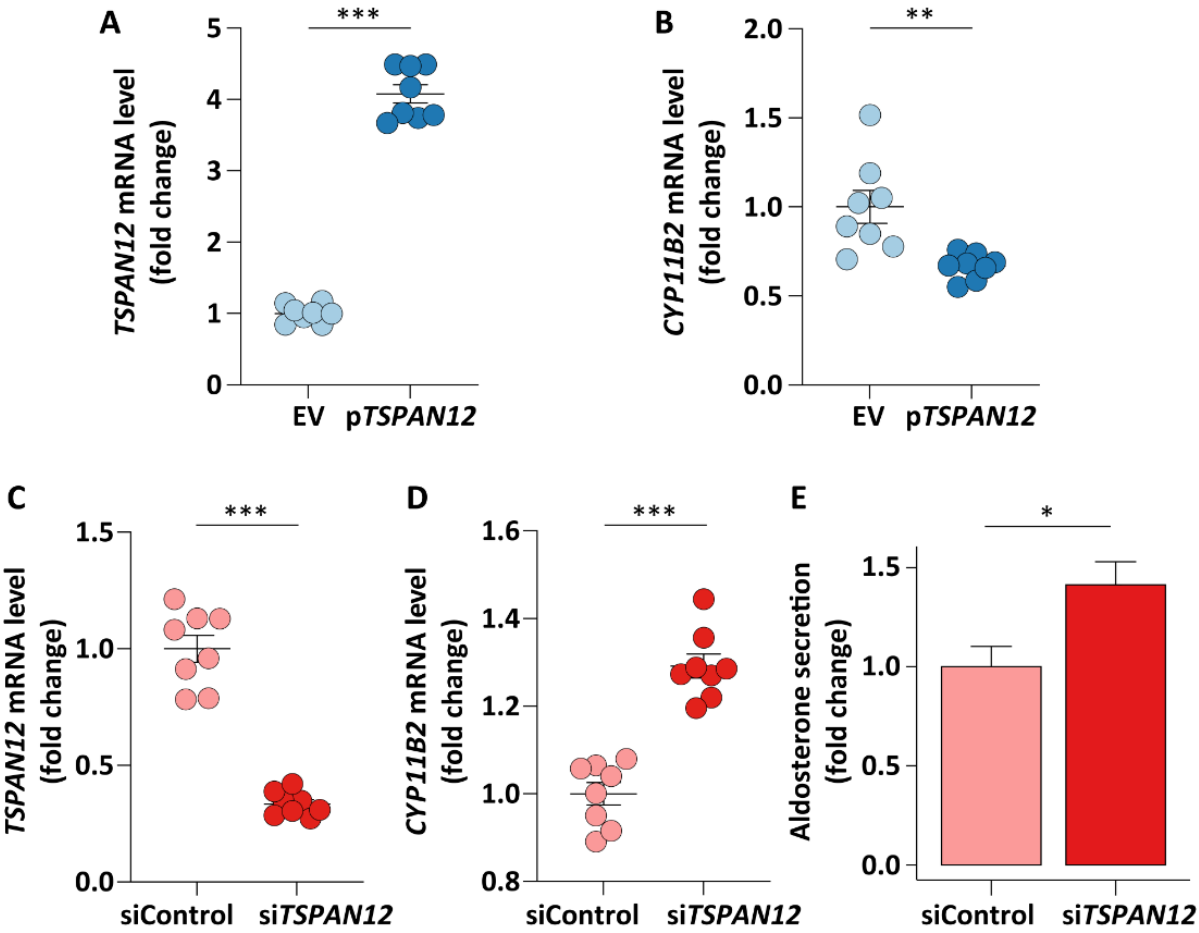 A
***
TSPAN12 mRNA level
(fold change)
5
4
3
2
1
0
EV pTSPAN12
B
**
CYP11B2 mRNA level
(fold change)
2.0
1.5
1.0
0.5
0.0
EV pTSPAN12
C
***
TSPAN12 mRNA level
(fold change)
1.5
1.0
0.5
0.0
siControl siTSPAN12
D
***
CYP11B2 mRNA level
(fold change)
1.6
1.4
1.2
1.0
0.8
siControl siTSPAN12
E
*
Aldosterone secretion
(fold change)
1.5
1.0
0.5
0.0
siControl siTSPAN12